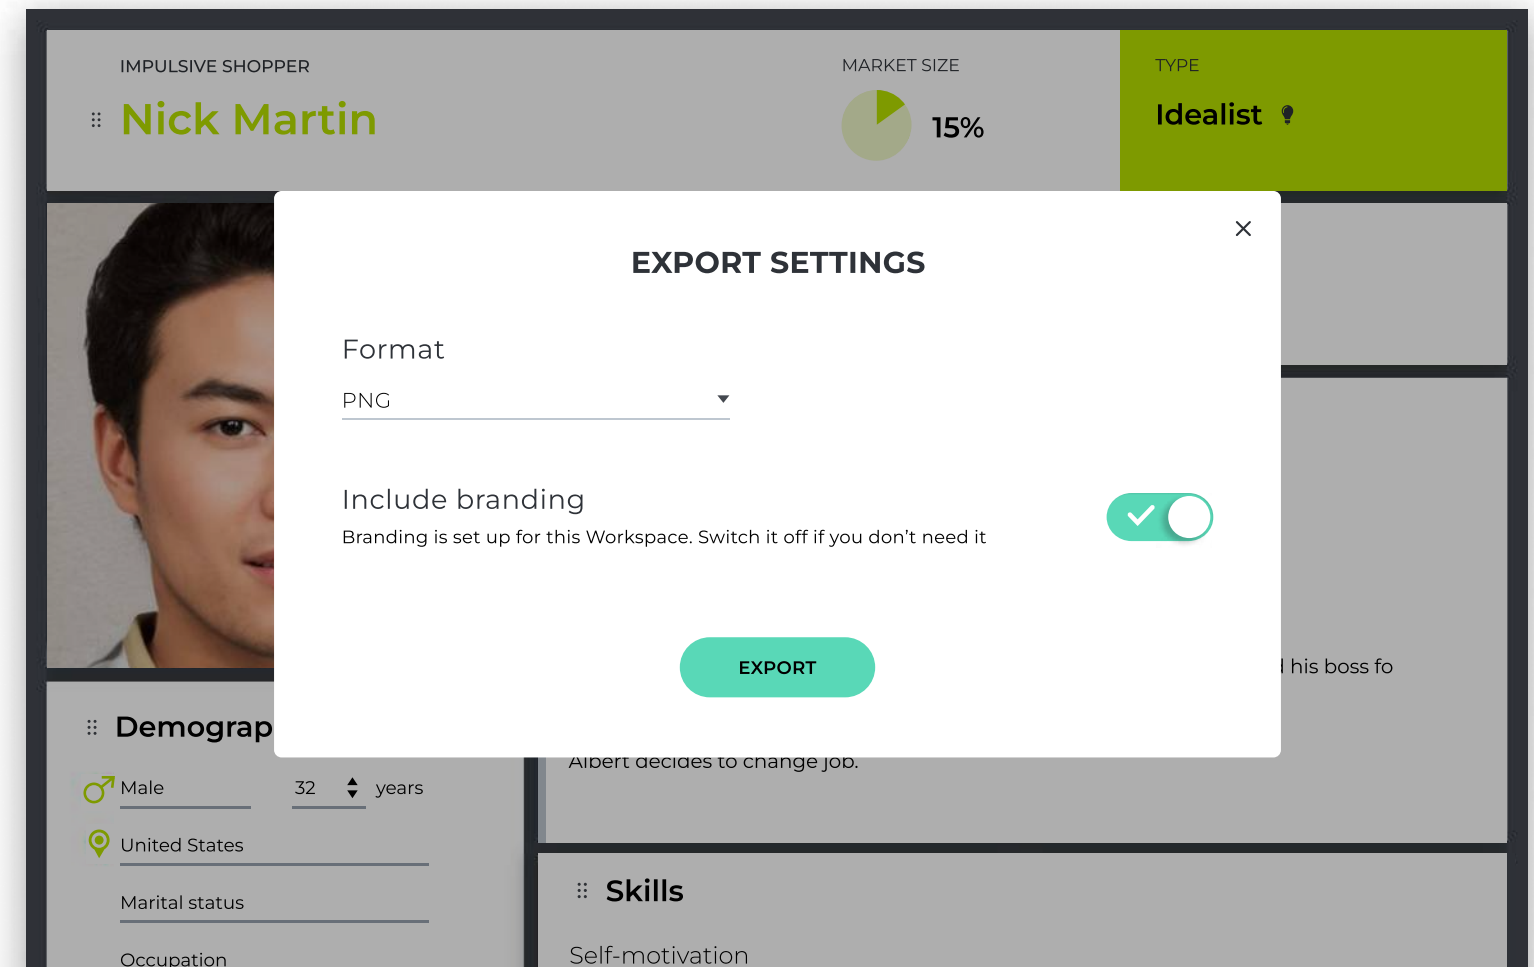 IMPULSIVE SHOPPER
Nick Martin
MARKET SIZE
15%
TYPE
Idealist
EXPORT SETTINGS
Format
PNG
Include branding
Branding is set up for this Workspace. Switch it off if you don’t need it
EXPORT
his boss fo
Albert decides to change job.
Demograp
Male
32
years
United States
Marital status
Occupation
Skills
Self-motivation